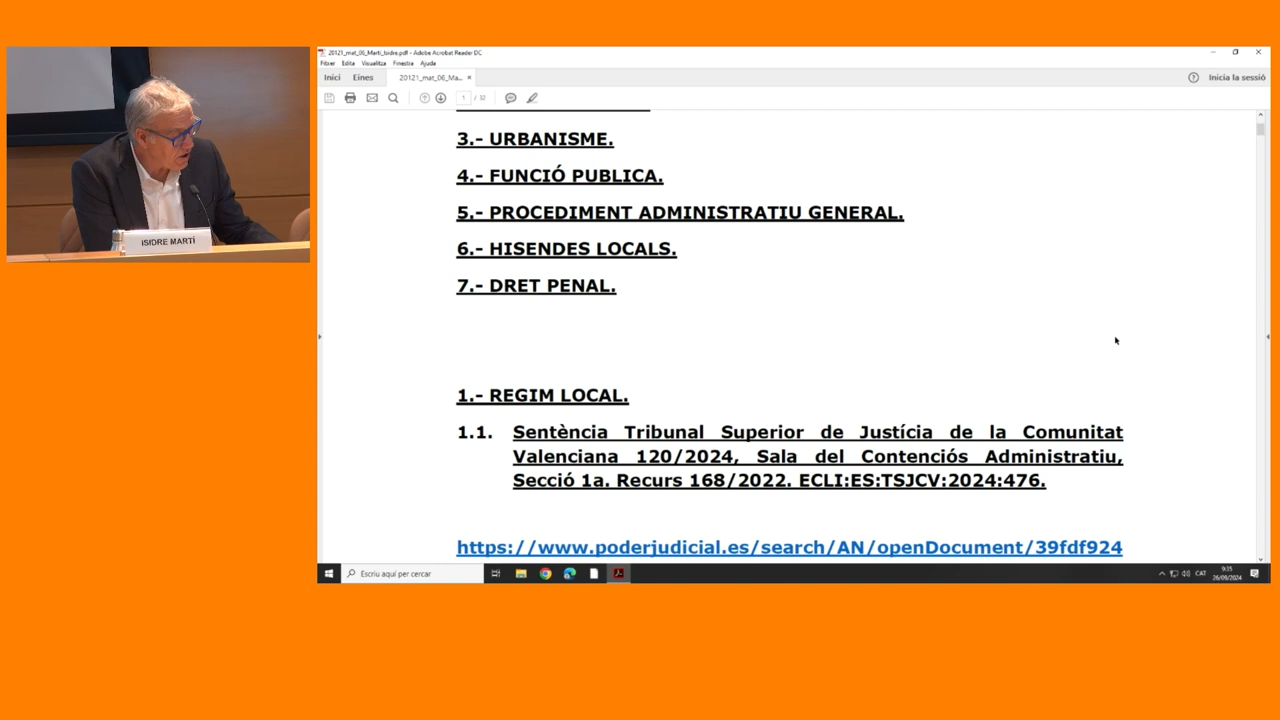 ISIDRE MARTÍ
20121_mat_06_Martí_Isidre.pdf - Adobe Acrobat Reader DC
Fitxer Edita Visualitza Finestra Ajuda
Inici Eines 20121_mat_06_Ma... × Inicia la sessió
1 / 32
3.- URBANISME.
4.- FUNCIÓ PUBLICA.
5.- PROCEDIMENT ADMINISTRATIU GENERAL.
6.- HISENDES LOCALS.
7.- DRET PENAL.
1.- REGIM LOCAL.
1.1. Sentència Tribunal Superior de Justícia de la Comunitat
Valenciana 120/2024, Sala del Contenciós Administratiu,
Secció 1a. Recurs 168/2022. ECLI:ES:TSJCV:2024:476.
https://www.poderjudicial.es/search/AN/openDocument/39fdf924
Escriu aquí per cercar
CAT
9:35
26/09/2024